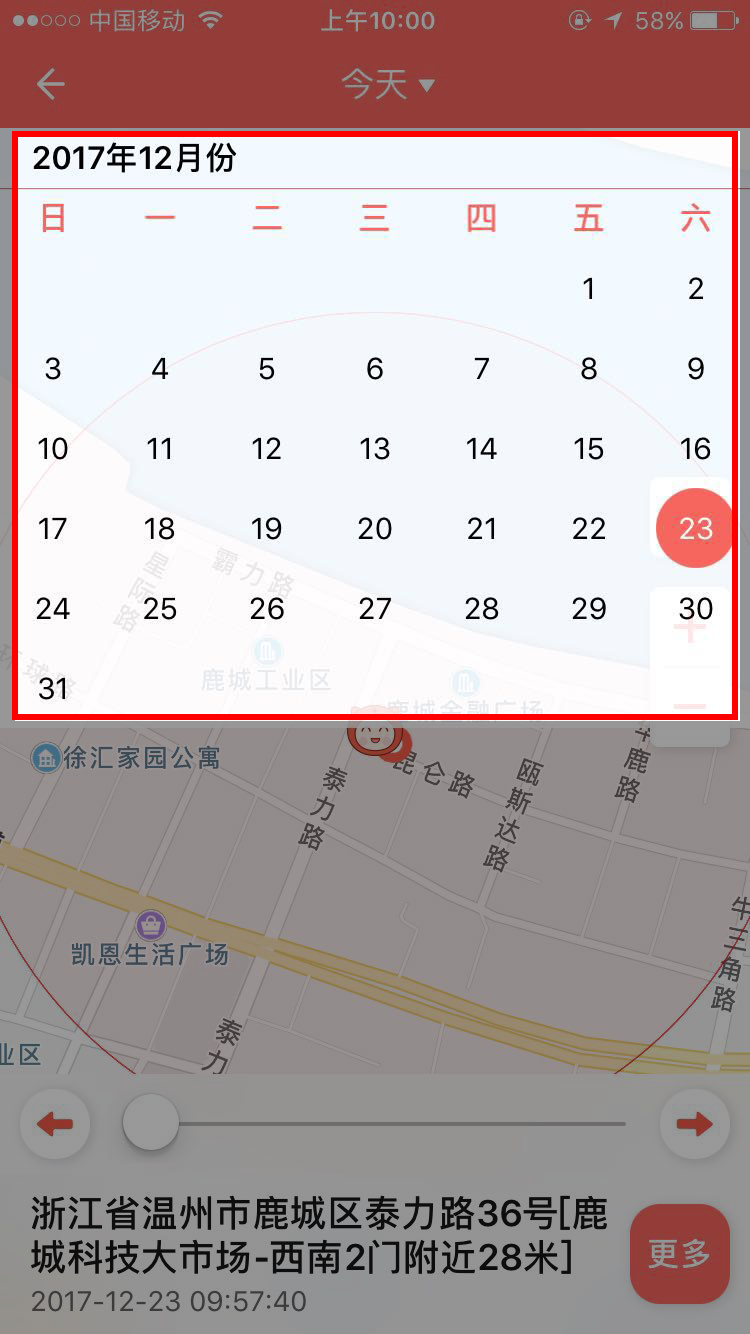 中国移动 上午10:00 58%
今天
2017年12月份
日 一 二 三 四 五 六
1 2
3 4 5 6 7 8 9
10 11 12 13 14 15 16
17 18 19 20 21 22 23
24 25 26 27 28 29 30
31
星际路
霸力路
环球路
鹿城工业区
鹿城金融广场
徐汇家园公寓
泰力路
昆仑路
瓯斯达路
牛鹿路
凯恩生活广场
牛三角路
泰力
业区
浙江省温州市鹿城区泰力路36号[鹿
城科技大市场-西南2门附近28米]
2017-12-23 09:57:40
更多